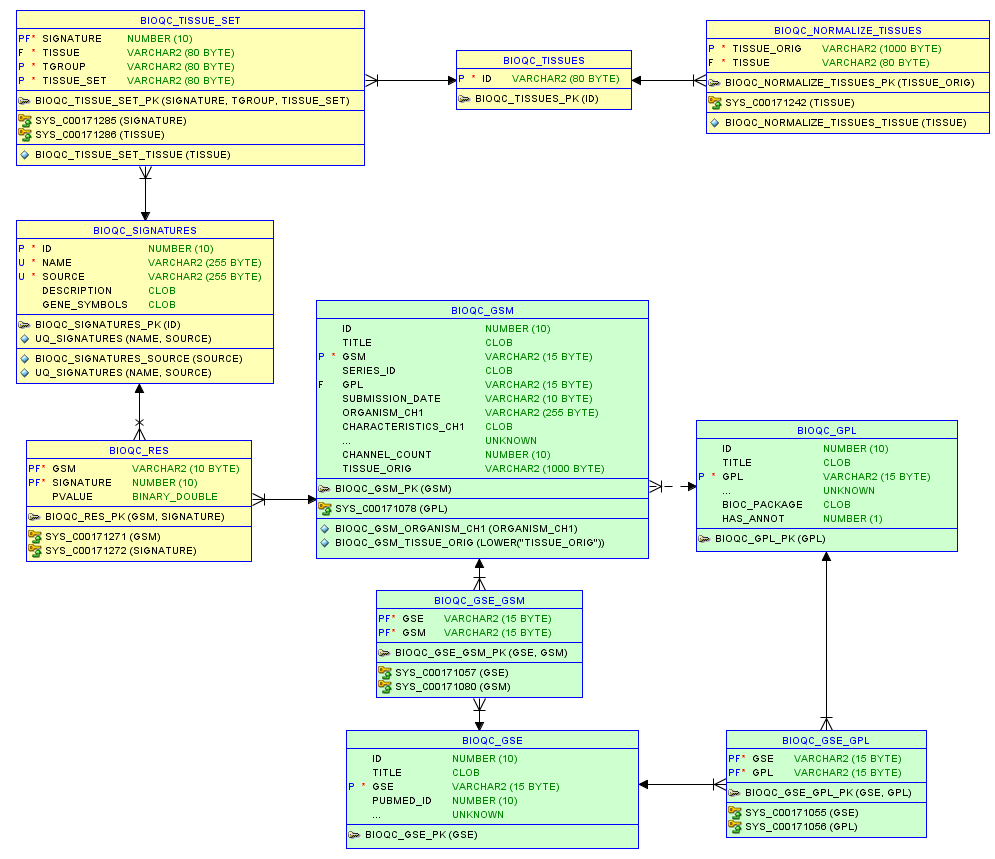 BIOQC_TISSUE_SET
PF* SIGNATURE NUMBER (10)
F * TISSUE VARCHAR2 (80 BYTE)
P * TGROUP VARCHAR2 (80 BYTE)
P * TISSUE_SET VARCHAR2 (80 BYTE)
BIOQC_TISSUE_SET_PK (SIGNATURE, TGROUP, TISSUE_SET)
SYS_C00171285 (SIGNATURE)
SYS_C00171286 (TISSUE)
BIOQC_TISSUE_SET_TISSUE (TISSUE)
BIOQC_TISSUES
P * ID VARCHAR2 (80 BYTE)
BIOQC_TISSUES_PK (ID)
BIOQC_NORMALIZE_TISSUES
P * TISSUE_ORIG VARCHAR2 (1000 BYTE)
F * TISSUE VARCHAR2 (80 BYTE)
BIOQC_NORMALIZE_TISSUES_PK (TISSUE_ORIG)
SYS_C00171242 (TISSUE)
BIOQC_NORMALIZE_TISSUES_TISSUE (TISSUE)
BIOQC_SIGNATURES
P * ID NUMBER (10)
U * NAME VARCHAR2 (255 BYTE)
U * SOURCE VARCHAR2 (255 BYTE)
DESCRIPTION CLOB
GENE_SYMBOLS CLOB
BIOQC_SIGNATURES_PK (ID)
UQ_SIGNATURES (NAME, SOURCE)
BIOQC_SIGNATURES_SOURCE (SOURCE)
UQ_SIGNATURES (NAME, SOURCE)
BIOQC_GSM
ID NUMBER (10)
TITLE CLOB
P * GSM VARCHAR2 (15 BYTE)
SERIES_ID CLOB
F GPL VARCHAR2 (15 BYTE)
SUBMISSION_DATE VARCHAR2 (10 BYTE)
ORGANISM_CH1 VARCHAR2 (255 BYTE)
CHARACTERISTICS_CH1 CLOB
... UNKNOWN
CHANNEL_COUNT NUMBER (10)
TISSUE_ORIG VARCHAR2 (1000 BYTE)
BIOQC_GSM_PK (GSM)
SYS_C00171078 (GPL)
BIOQC_GSM_ORGANISM_CH1 (ORGANISM_CH1)
BIOQC_GSM_TISSUE_ORIG (LOWER("TISSUE_ORIG"))
BIOQC_RES
PF* GSM VARCHAR2 (10 BYTE)
PF* SIGNATURE NUMBER (10)
PVALUE BINARY_DOUBLE
BIOQC_RES_PK (GSM, SIGNATURE)
SYS_C00171271 (GSM)
SYS_C00171272 (SIGNATURE)
BIOQC_GPL
ID NUMBER (10)
TITLE CLOB
P * GPL VARCHAR2 (15 BYTE)
... UNKNOWN
BIOC_PACKAGE CLOB
HAS_ANNOT NUMBER (1)
BIOQC_GPL_PK (GPL)
BIOQC_GSE_GSM
PF* GSE VARCHAR2 (15 BYTE)
PF* GSM VARCHAR2 (15 BYTE)
BIOQC_GSE_GSM_PK (GSE, GSM)
SYS_C00171057 (GSE)
SYS_C00171080 (GSM)
BIOQC_GSE
ID NUMBER (10)
TITLE CLOB
P * GSE VARCHAR2 (15 BYTE)
PUBMED_ID NUMBER (10)
... UNKNOWN
BIOQC_GSE_PK (GSE)
BIOQC_GSE_GPL
PF* GSE VARCHAR2 (15 BYTE)
PF* GPL VARCHAR2 (15 BYTE)
BIOQC_GSE_GPL_PK (GSE, GPL)
SYS_C00171055 (GSE)
SYS_C00171056 (GPL)